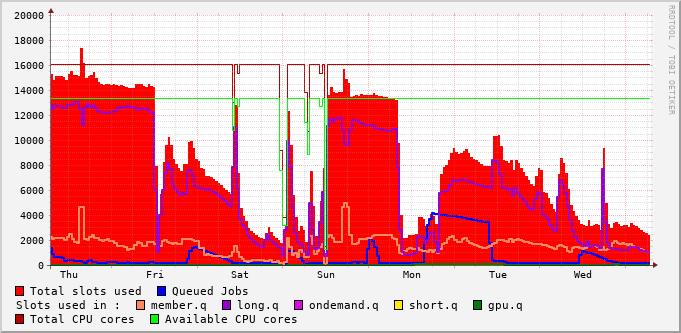 20000
18000
16000
14000
12000
10000
8000
6000
4000
2000
0
Thu Fri Sat Sun Mon Tue Wed
Total slots used Queued Jobs
Slots used in : member.q long.q ondemand.q short.q gpu.q
Total CPU cores Available CPU cores
RRDTOOL / TOBI OETIKER